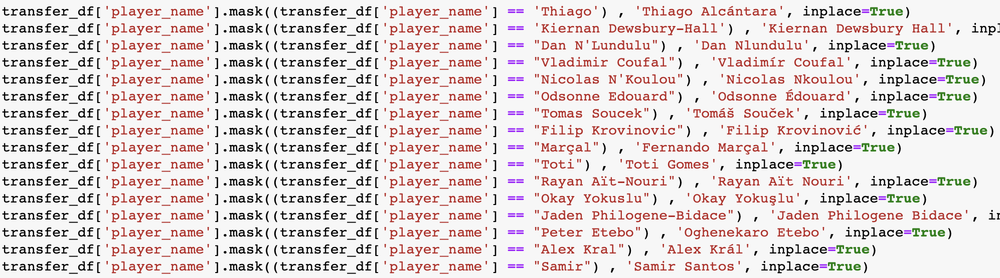 transfer_df['player_name'].mask((transfer_df['player_name'] == 'Thiago') , 'Thiago Alcántara', inplace=True)
transfer_df['player_name'].mask((transfer_df['player_name'] == 'Kiernan Dewsbury-Hall') , 'Kiernan Dewsbury Hall', inpl
transfer_df['player_name'].mask((transfer_df['player_name'] == "Dan N'Lundulu") , 'Dan Nlundulu', inplace=True)
transfer_df['player_name'].mask((transfer_df['player_name'] == "Vladimir Coufal") , 'Vladimír Coufal', inplace=True)
transfer_df['player_name'].mask((transfer_df['player_name'] == "Nicolas N'Koulou") , 'Nicolas Nkoulou', inplace=True)
transfer_df['player_name'].mask((transfer_df['player_name'] == "Odsonne Edouard") , 'Odsonne Édouard', inplace=True)
transfer_df['player_name'].mask((transfer_df['player_name'] == "Tomas Soucek") , 'Tomáš Souček', inplace=True)
transfer_df['player_name'].mask((transfer_df['player_name'] == "Filip Krovinovic") , 'Filip Krovinović', inplace=True)
transfer_df['player_name'].mask((transfer_df['player_name'] == "Marçal") , 'Fernando Marçal', inplace=True)
transfer_df['player_name'].mask((transfer_df['player_name'] == "Toti") , 'Toti Gomes', inplace=True)
transfer_df['player_name'].mask((transfer_df['player_name'] == "Rayan Aït-Nouri") , 'Rayan Aït Nouri', inplace=True)
transfer_df['player_name'].mask((transfer_df['player_name'] == "Okay Yokuslu") , 'Okay Yokuşlu', inplace=True)
transfer_df['player_name'].mask((transfer_df['player_name'] == "Jaden Philogene-Bidace") , 'Jaden Philogene Bidace', in
transfer_df['player_name'].mask((transfer_df['player_name'] == "Peter Etebo") , 'Oghenekaro Etebo', inplace=True)
transfer_df['player_name'].mask((transfer_df['player_name'] == "Alex Kral") , 'Alex Král', inplace=True)
transfer_df['player_name'].mask((transfer_df['player_name'] == "Samir") , 'Samir Santos', inplace=True)